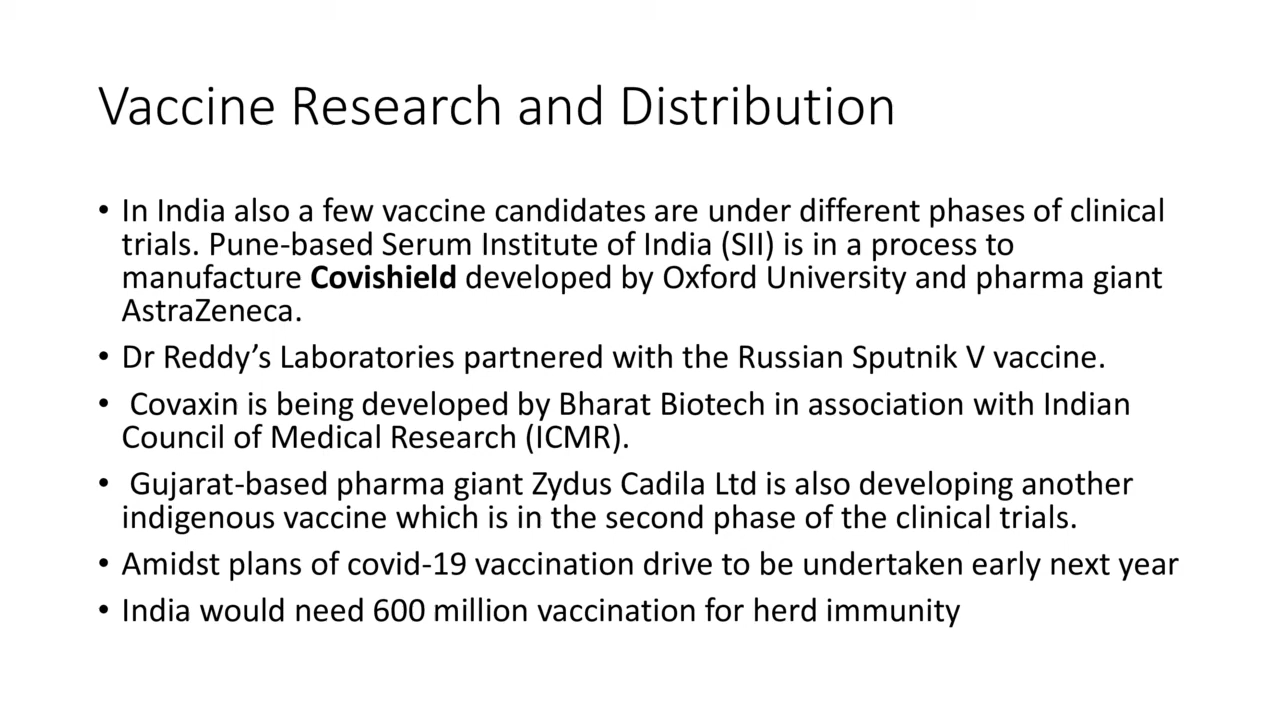 Vaccine Research and Distribution
• In India also a few vaccine candidates are under different phases of clinical
trials. Pune-based Serum Institute of India (SII) is in a process to
manufacture Covishield developed by Oxford University and pharma giant
AstraZeneca.
• Dr Reddy’s Laboratories partnered with the Russian Sputnik V vaccine.
• Covaxin is being developed by Bharat Biotech in association with Indian
Council of Medical Research (ICMR).
• Gujarat-based pharma giant Zydus Cadila Ltd is also developing another
indigenous vaccine which is in the second phase of the clinical trials.
• Amidst plans of covid-19 vaccination drive to be undertaken early next year
• India would need 600 million vaccination for herd immunity